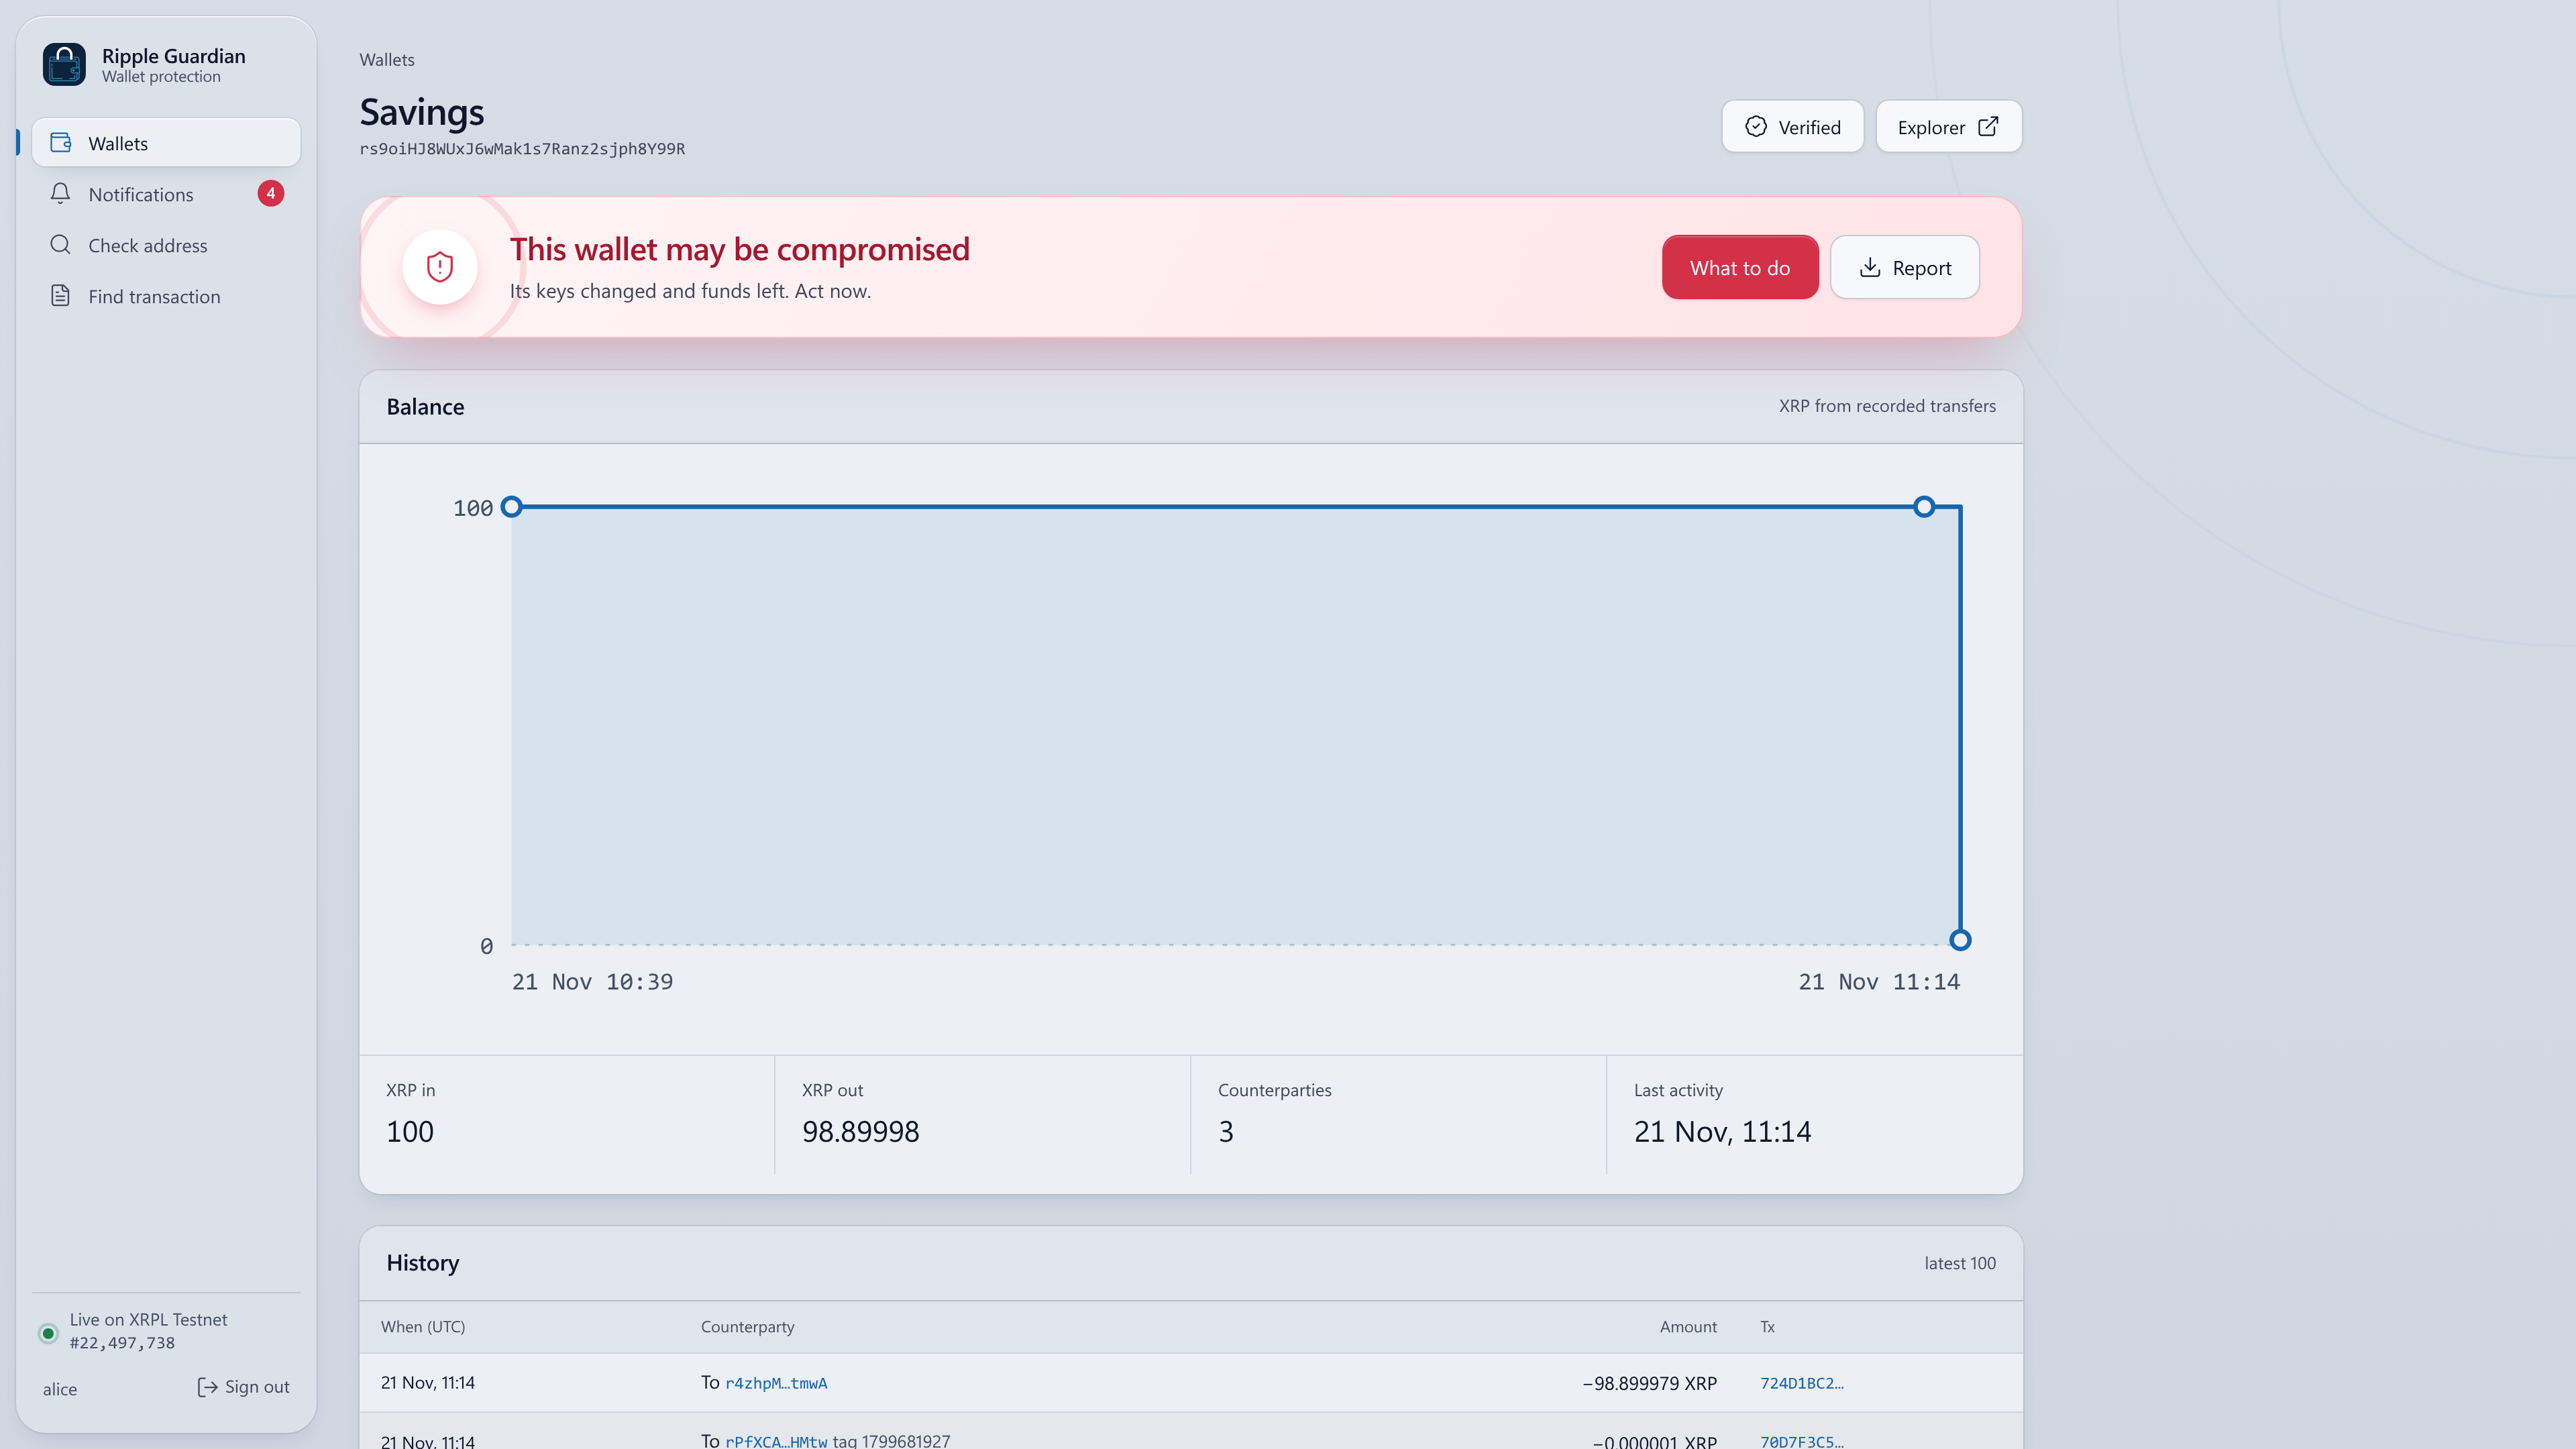 Ripple Guardian
Wallet protection
Wallets
Notifications 4
Check address
Find transaction
Live on XRPL Testnet
#22,497,738
alice
Sign out
Wallets
Savings
rs9oiHJ8WUxJ6wMak1s7Ranz2sjph8Y99R
Verified
Explorer
This wallet may be compromised
Its keys changed and funds left. Act now.
What to do
Report
Balance
XRP from recorded transfers
100
0
21 Nov 10:39
21 Nov 11:14
XRP in
100
XRP out
98.89998
Counterparties
3
Last activity
21 Nov, 11:14
History
latest 100
When (UTC) Counterparty Amount Tx
21 Nov, 11:14 To r4zhpM…tmwA −98.899979 XRP 724D1BC2…
21 Nov, 11:14 To rPfXCA…HMtw tag 1799681927 −0.000001 XRP 70D7F3C5…